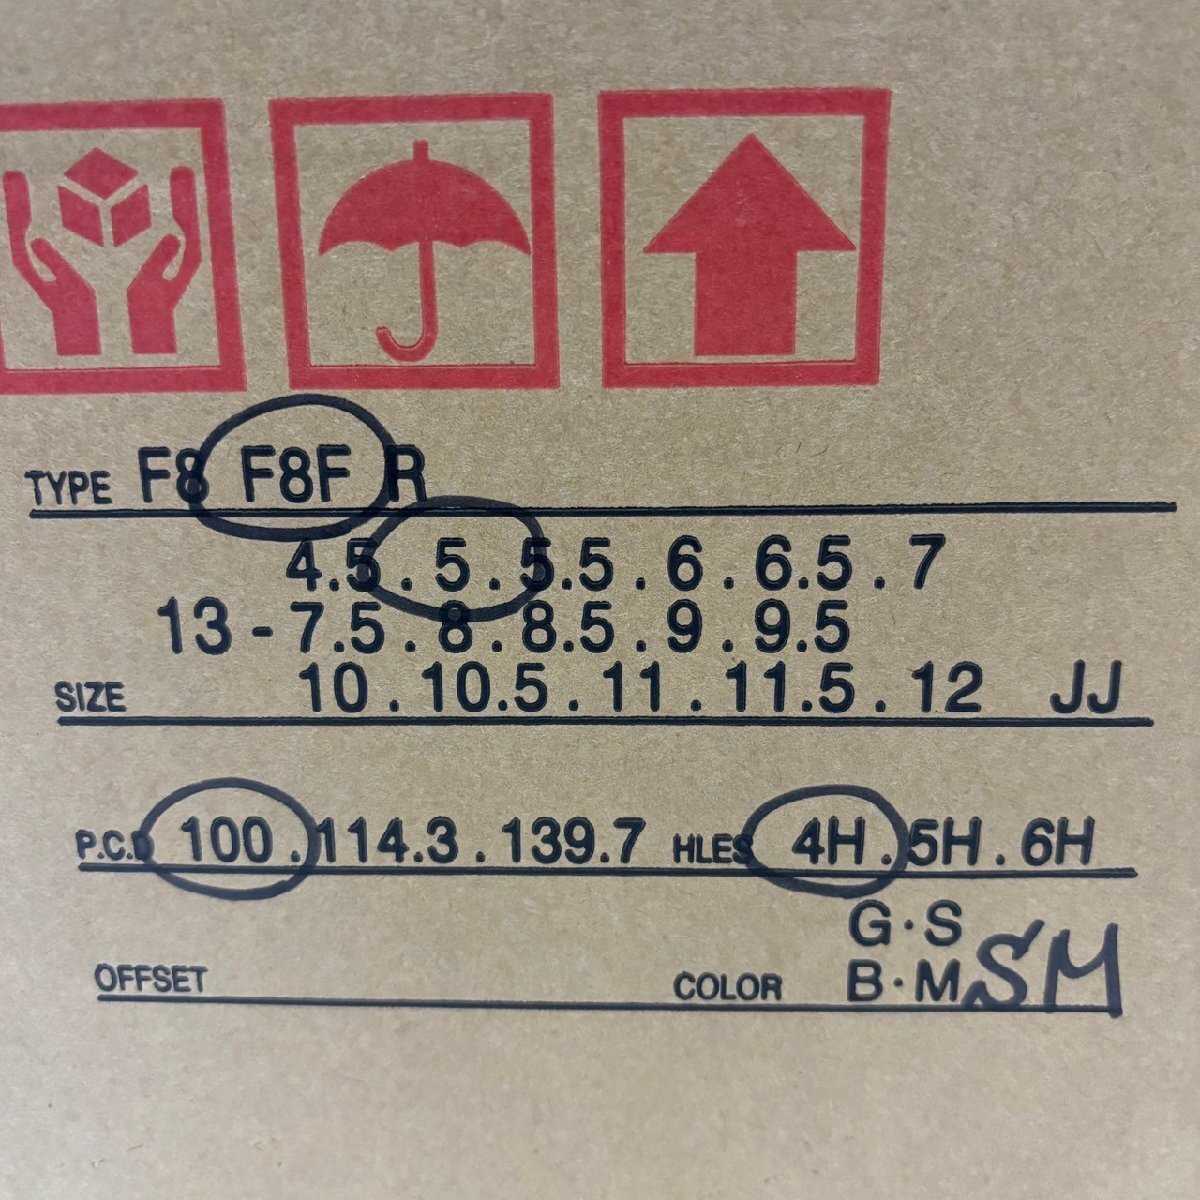 TYPE F8 F8F R
4.5 . 5 . 5.5 . 6 . 6.5 . 7
13 - 7.5 . 8 . 8.5 . 9 . 9.5
SIZE 10 . 10.5 . 11 . 11.5 . 12 JJ
P.C.D 100 . 114.3 . 139.7 HLES 4H . 5H . 6H
G · S
OFFSET COLOR B · M SM